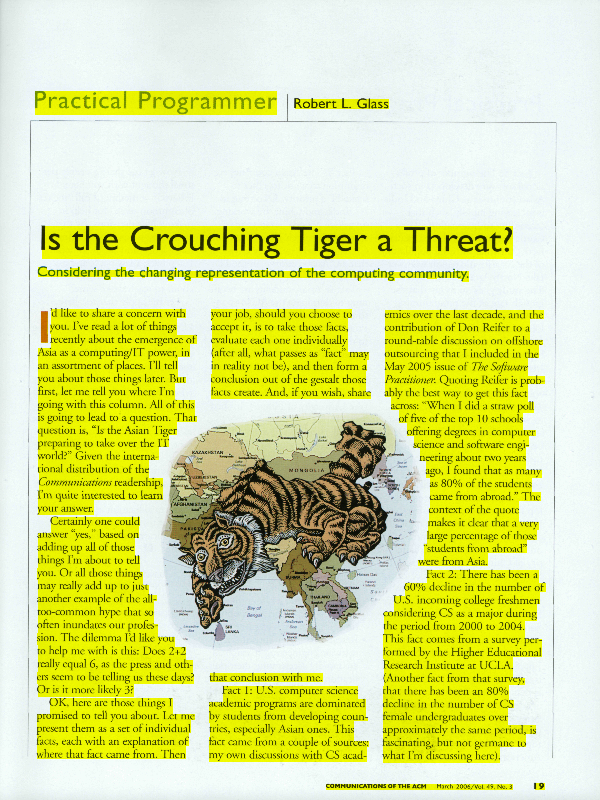 Practical Programmer
Robert L. Glass
Is the Crouching Tiger a Threat?
Considering the changing representation of the computing community.
I'd like to share a concern with
you. I've read a lot of things
recently about the emergence of
Asia as a computing/IT power, in
an assortment of places. I'll tell
you about those things later. But
first, let me tell you where I'm
going with this column. All of this
is going to lead to a question. That
question is, "Is the Asian Tiger
preparing to take over the IT
world?" Given the interna-
tional distribution of the
Communications readership,
I'm quite interested to learn
your answer.
Certainly one could
answer "yes," based on
adding up all of those
things I'm about to tell
you. Or all those things
may really add up to just
another example of the all-
too-common hype that so
often inundates our profes-
sion. The dilemma I'd like you
to help me with is this: Does 2+2
really equal 6, as the press and oth-
ers seem to be telling us these days?
Or is it more likely 3?
OK, here are those things I
promised to tell you about. Let me
present them as a set of individual
facts, each with an explanation of
where that fact came from. Then
your job, should you choose to
accept it, is to take those facts,
evaluate each one individually
(after all, what passes as "fact" may
in reality not be), and then form a
conclusion out of the gestalt those
facts create. And, if you wish, share
KAZAKHSTAN
MONGOLIA
UZBEKISTAN
AFGHANISTAN
BURMA
THAILAND
CAMBODIA
Bay of
Bengal
SRI
LANKA
that conclusion with me.
Fact 1: U.S. computer science
academic programs are dominated
by students from developing coun-
tries, especially Asian ones. This
fact came from a couple of sources:
my own discussions with CS acad-
emics over the last decade, and the
contribution of Don Reifer to a
round-table discussion on offshore
outsourcing that I included in the
May 2005 issue of The Software
Practitioner. Quoting Reifer is prob-
ably the best way to get this fact
across: "When I did a straw poll
of five of the top 10 schools
offering degrees in computer
science and software engi-
neering about two years
ago, I found that as many
as 80% of the students
came from abroad." The
context of the quote
makes it clear that a very
large percentage of those
"students from abroad"
were from Asia.
Fact 2: There has been a
60% decline in the number of
U.S. incoming college freshmen
considering CS as a major during
the period from 2000 to 2004.
This fact comes from a survey per-
formed by the Higher Educational
Research Institute at UCLA.
(Another fact from that survey,
that there has been an 80%
decline in the number of CS
female undergraduates over
approximately the same period, is
fascinating, but not germane to
what I'm discussing here).
COMMUNICATIONS OF THE ACM March 2006/Vol. 49, No. 3 19